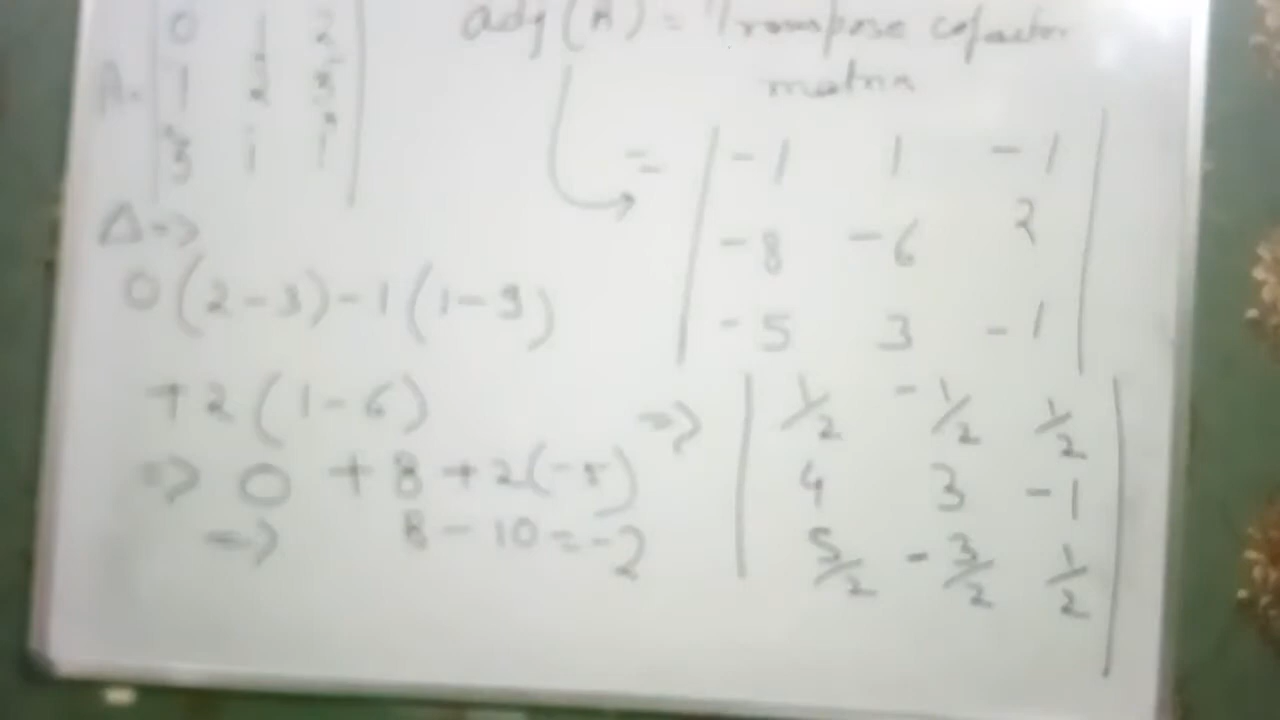 A= | 0 1 2 |
| 1 2 3 |
| 3 1 1 |
Δ =>
0(2-3)-1(1-9)
+2(1-6)
=> 0 + 8 + 2(-5)
=> 8 - 10 = -2
adj(A) = Transpose cofactor
matrix
= | -1 1 -1 |
| -8 -6 2 |
| -5 3 -1 |
=> | 1/2 -1/2 1/2 |
| 4 3 -1 |
| 5/2 -3/2 1/2 |